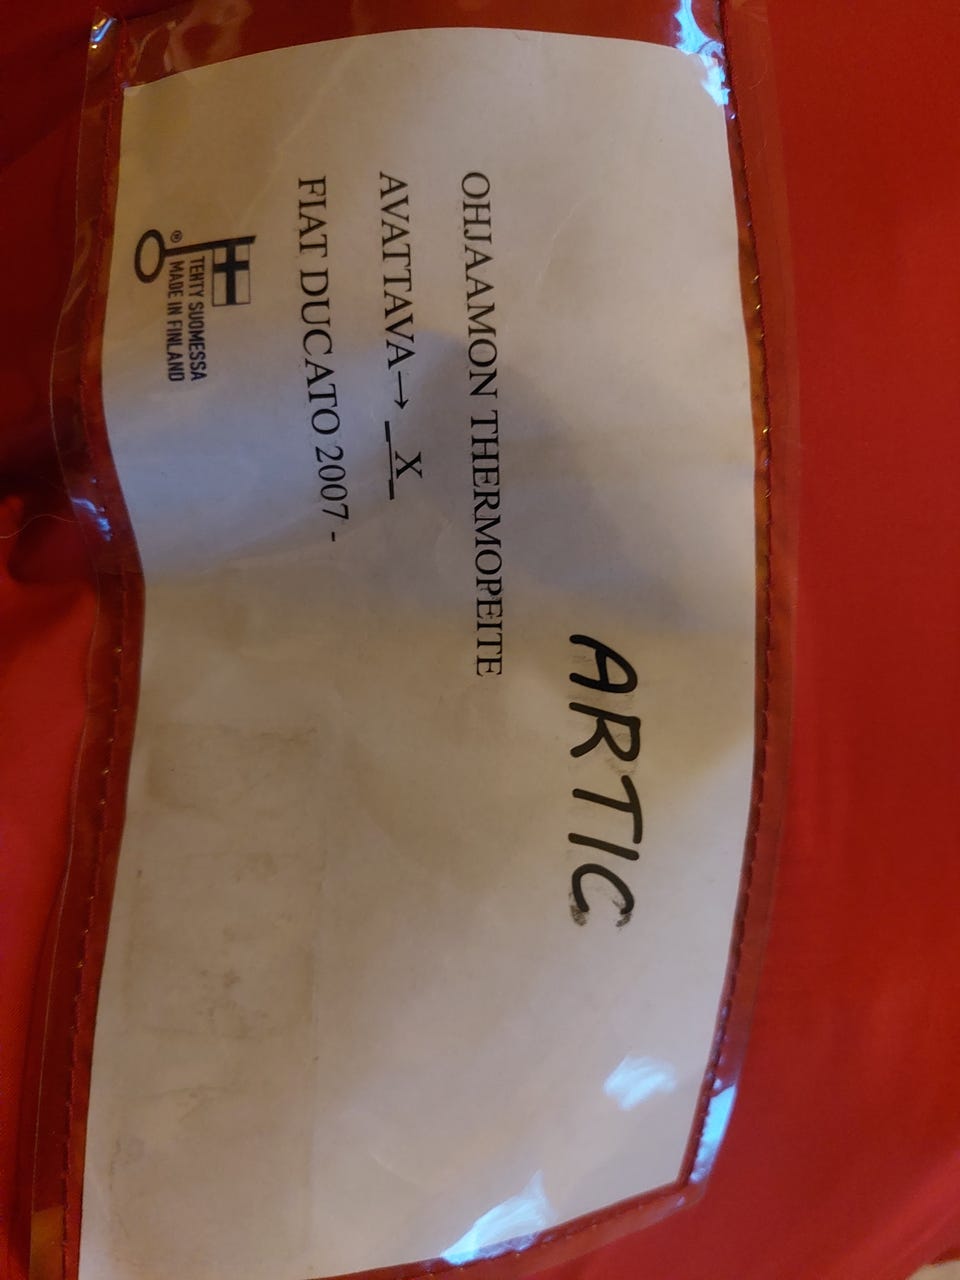 ARTIC
OHJAAMON THERMOPEITE
AVATTAVA→ X
FIAT DUCATO 2007 -
TEHTY SUOMESSA
® MADE IN FINLAND